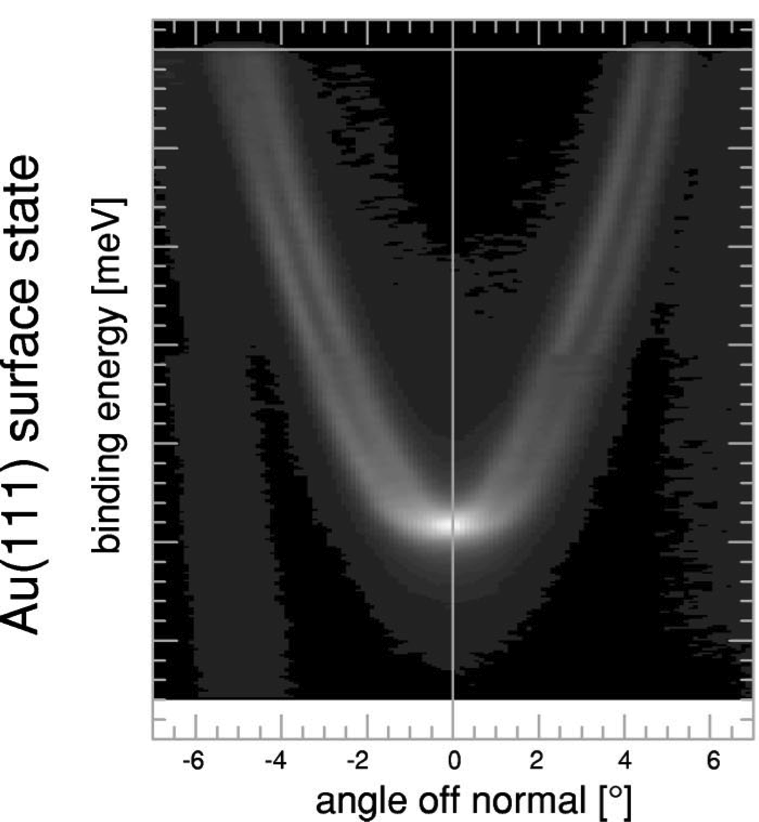 Au(111) surface state
binding energy [meV]
-6 -4 -2 0 2 4 6
angle off normal [°]